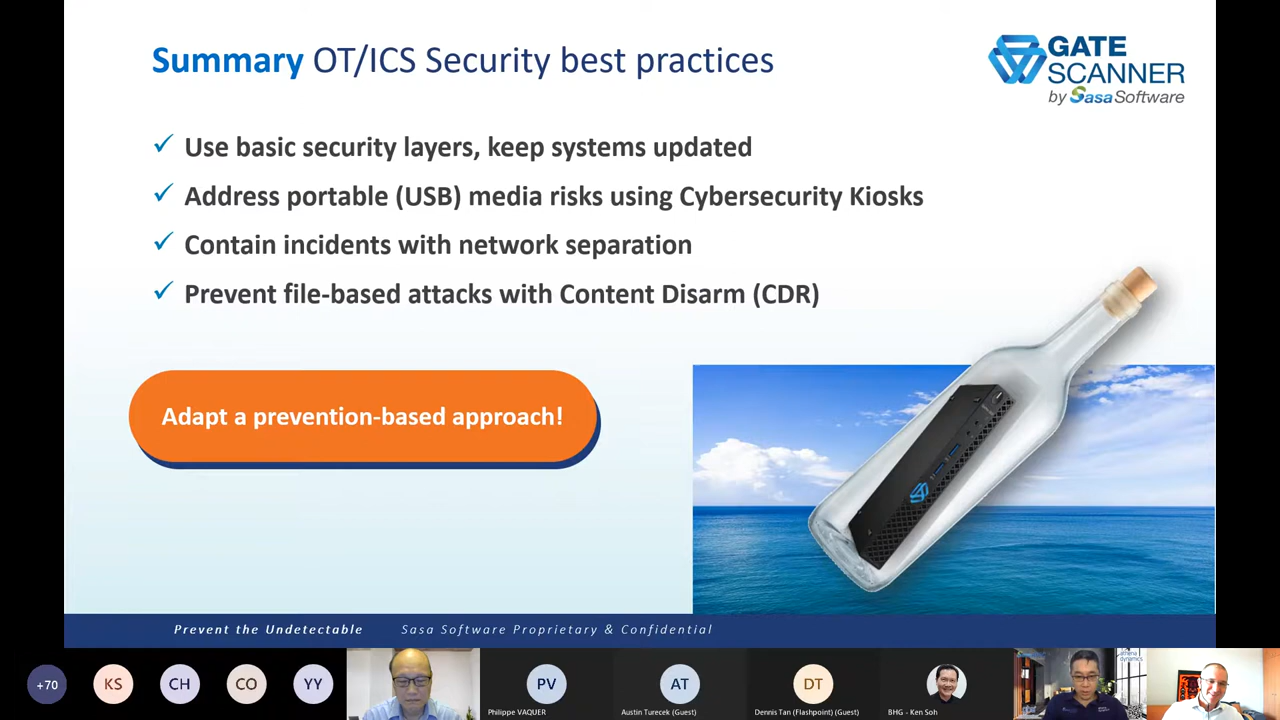 Summary OT/ICS Security best practices
GATE
SCANNER
by SasaSoftware
✓ Use basic security layers, keep systems updated
✓ Address portable (USB) media risks using Cybersecurity Kiosks
✓ Contain incidents with network separation
✓ Prevent file-based attacks with Content Disarm (CDR)
Adapt a prevention-based approach!
Prevent the Undetectable
Sasa Software Proprietary & Confidential
+70
KS
CH
CO
YY
PV
Philippe VAQUER
AT
Austin Turecek (Guest)
DT
Dennis Tan (Flashpoint) (Guest)
BHG - Ken Soh
athena
dynamics